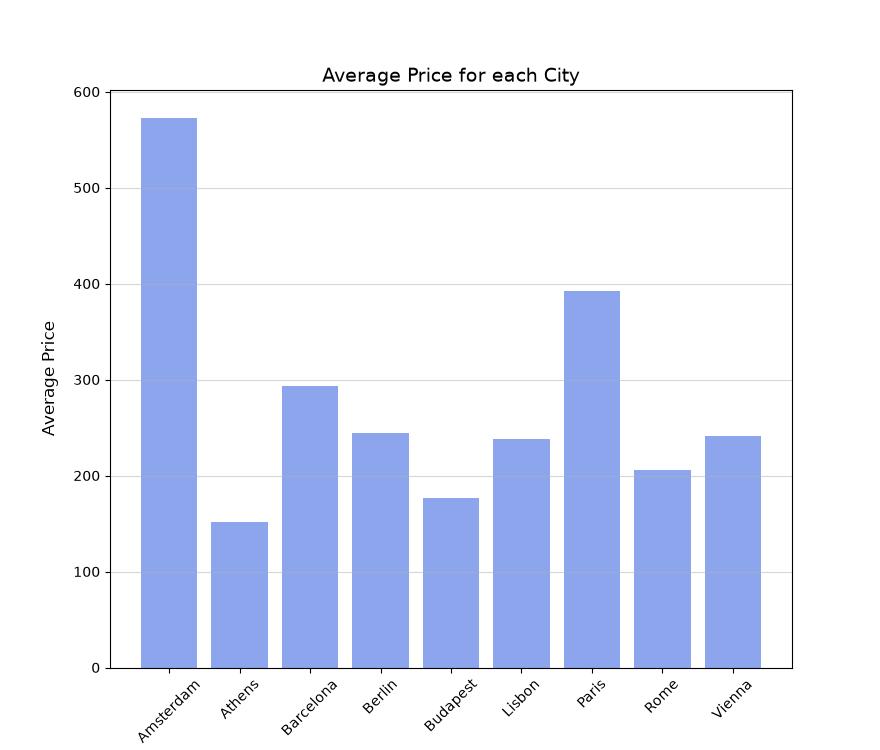 Average Price for each City
Average Price
600
500
400
300
200
100
0
Amsterdam
Athens
Barcelona
Berlin
Budapest
Lisbon
Paris
Rome
Vienna